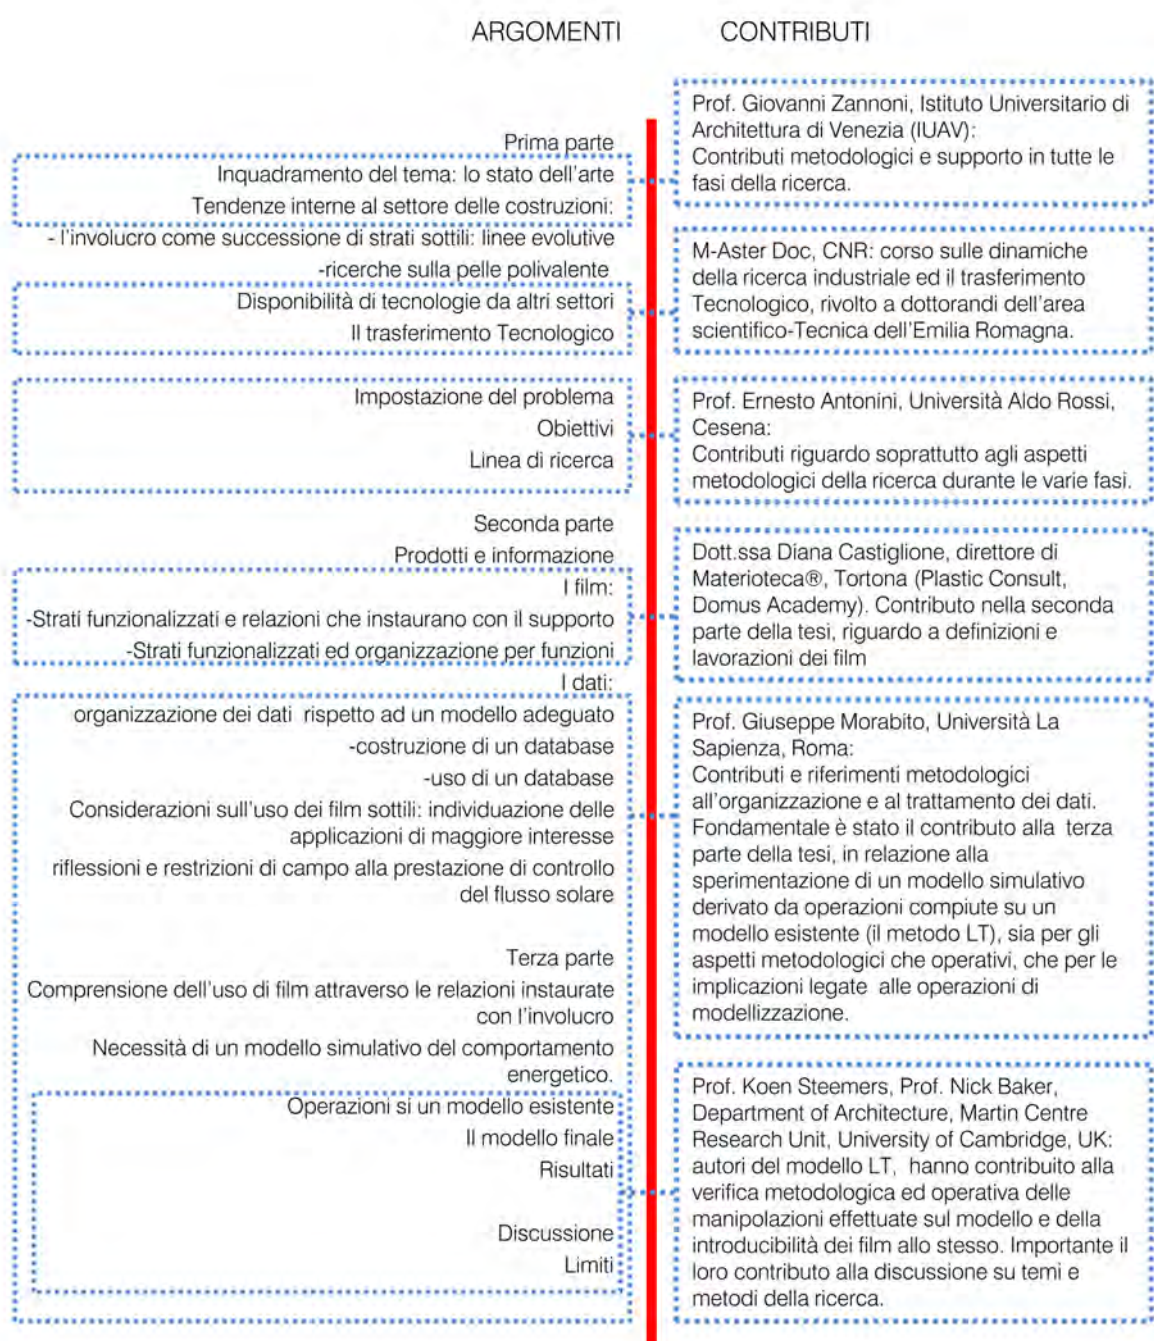 ARGOMENTI
CONTRIBUTI
Prima parte
Inquadramento del tema: lo stato dell'arte
Tendenze interne al settore delle costruzioni:
- l'involucro come successione di strati sottili: linee evolutive
-ricerche sulla pelle polivalente
Disponibilità di tecnologie da altri settori
Il trasferimento Tecnologico
Impostazione del problema
Obiettivi
Linea di ricerca
Seconda parte
Prodotti e informazione
I film:
-Strati funzionalizzati e relazioni che instaurano con il supporto
-Strati funzionalizzati ed organizzazione per funzioni
I dati:
organizzazione dei dati rispetto ad un modello adeguato
-costruzione di un database
-uso di un database
Considerazioni sull'uso dei film sottili: individuazione delle
applicazioni di maggiore interesse
riflessioni e restrizioni di campo alla prestazione di controllo
del flusso solare
Terza parte
Comprensione dell'uso di film attraverso le relazioni instaurate
con l'involucro
Necessità di un modello simulativo del comportamento
energetico.
Operazioni si un modello esistente
Il modello finale
Risultati
Discussione
Limiti
Prof. Giovanni Zannoni, Istituto Universitario di
Architettura di Venezia (IUAV):
Contributi metodologici e supporto in tutte le
fasi della ricerca.
M-Aster Doc, CNR: corso sulle dinamiche
della ricerca industriale ed il trasferimento
Tecnologico, rivolto a dottorandi dell'area
scientifico-Tecnica dell'Emilia Romagna.
Prof. Ernesto Antonini, Università Aldo Rossi,
Cesena:
Contributi riguardo soprattutto agli aspetti
metodologici della ricerca durante le varie fasi.
Dott.ssa Diana Castiglione, direttore di
Materioteca®, Tortona (Plastic Consult,
Domus Academy). Contributo nella seconda
parte della tesi, riguardo a definizioni e
lavorazioni dei film
Prof. Giuseppe Morabito, Università La
Sapienza, Roma:
Contributi e riferimenti metodologici
all'organizzazione e al trattamento dei dati.
Fondamentale è stato il contributo alla terza
parte della tesi, in relazione alla
sperimentazione di un modello simulativo
derivato da operazioni compiute su un
modello esistente (il metodo LT), sia per gli
aspetti metodologici che operativi, che per le
implicazioni legate alle operazioni di
modellizzazione.
Prof. Koen Steemers, Prof. Nick Baker,
Department of Architecture, Martin Centre
Research Unit, University of Cambridge, UK:
autori del modello LT, hanno contribuito alla
verifica metodologica ed operativa delle
manipolazioni effettuate sul modello e della
introducibilità dei film allo stesso. Importante il
loro contributo alla discussione su temi e
metodi della ricerca.